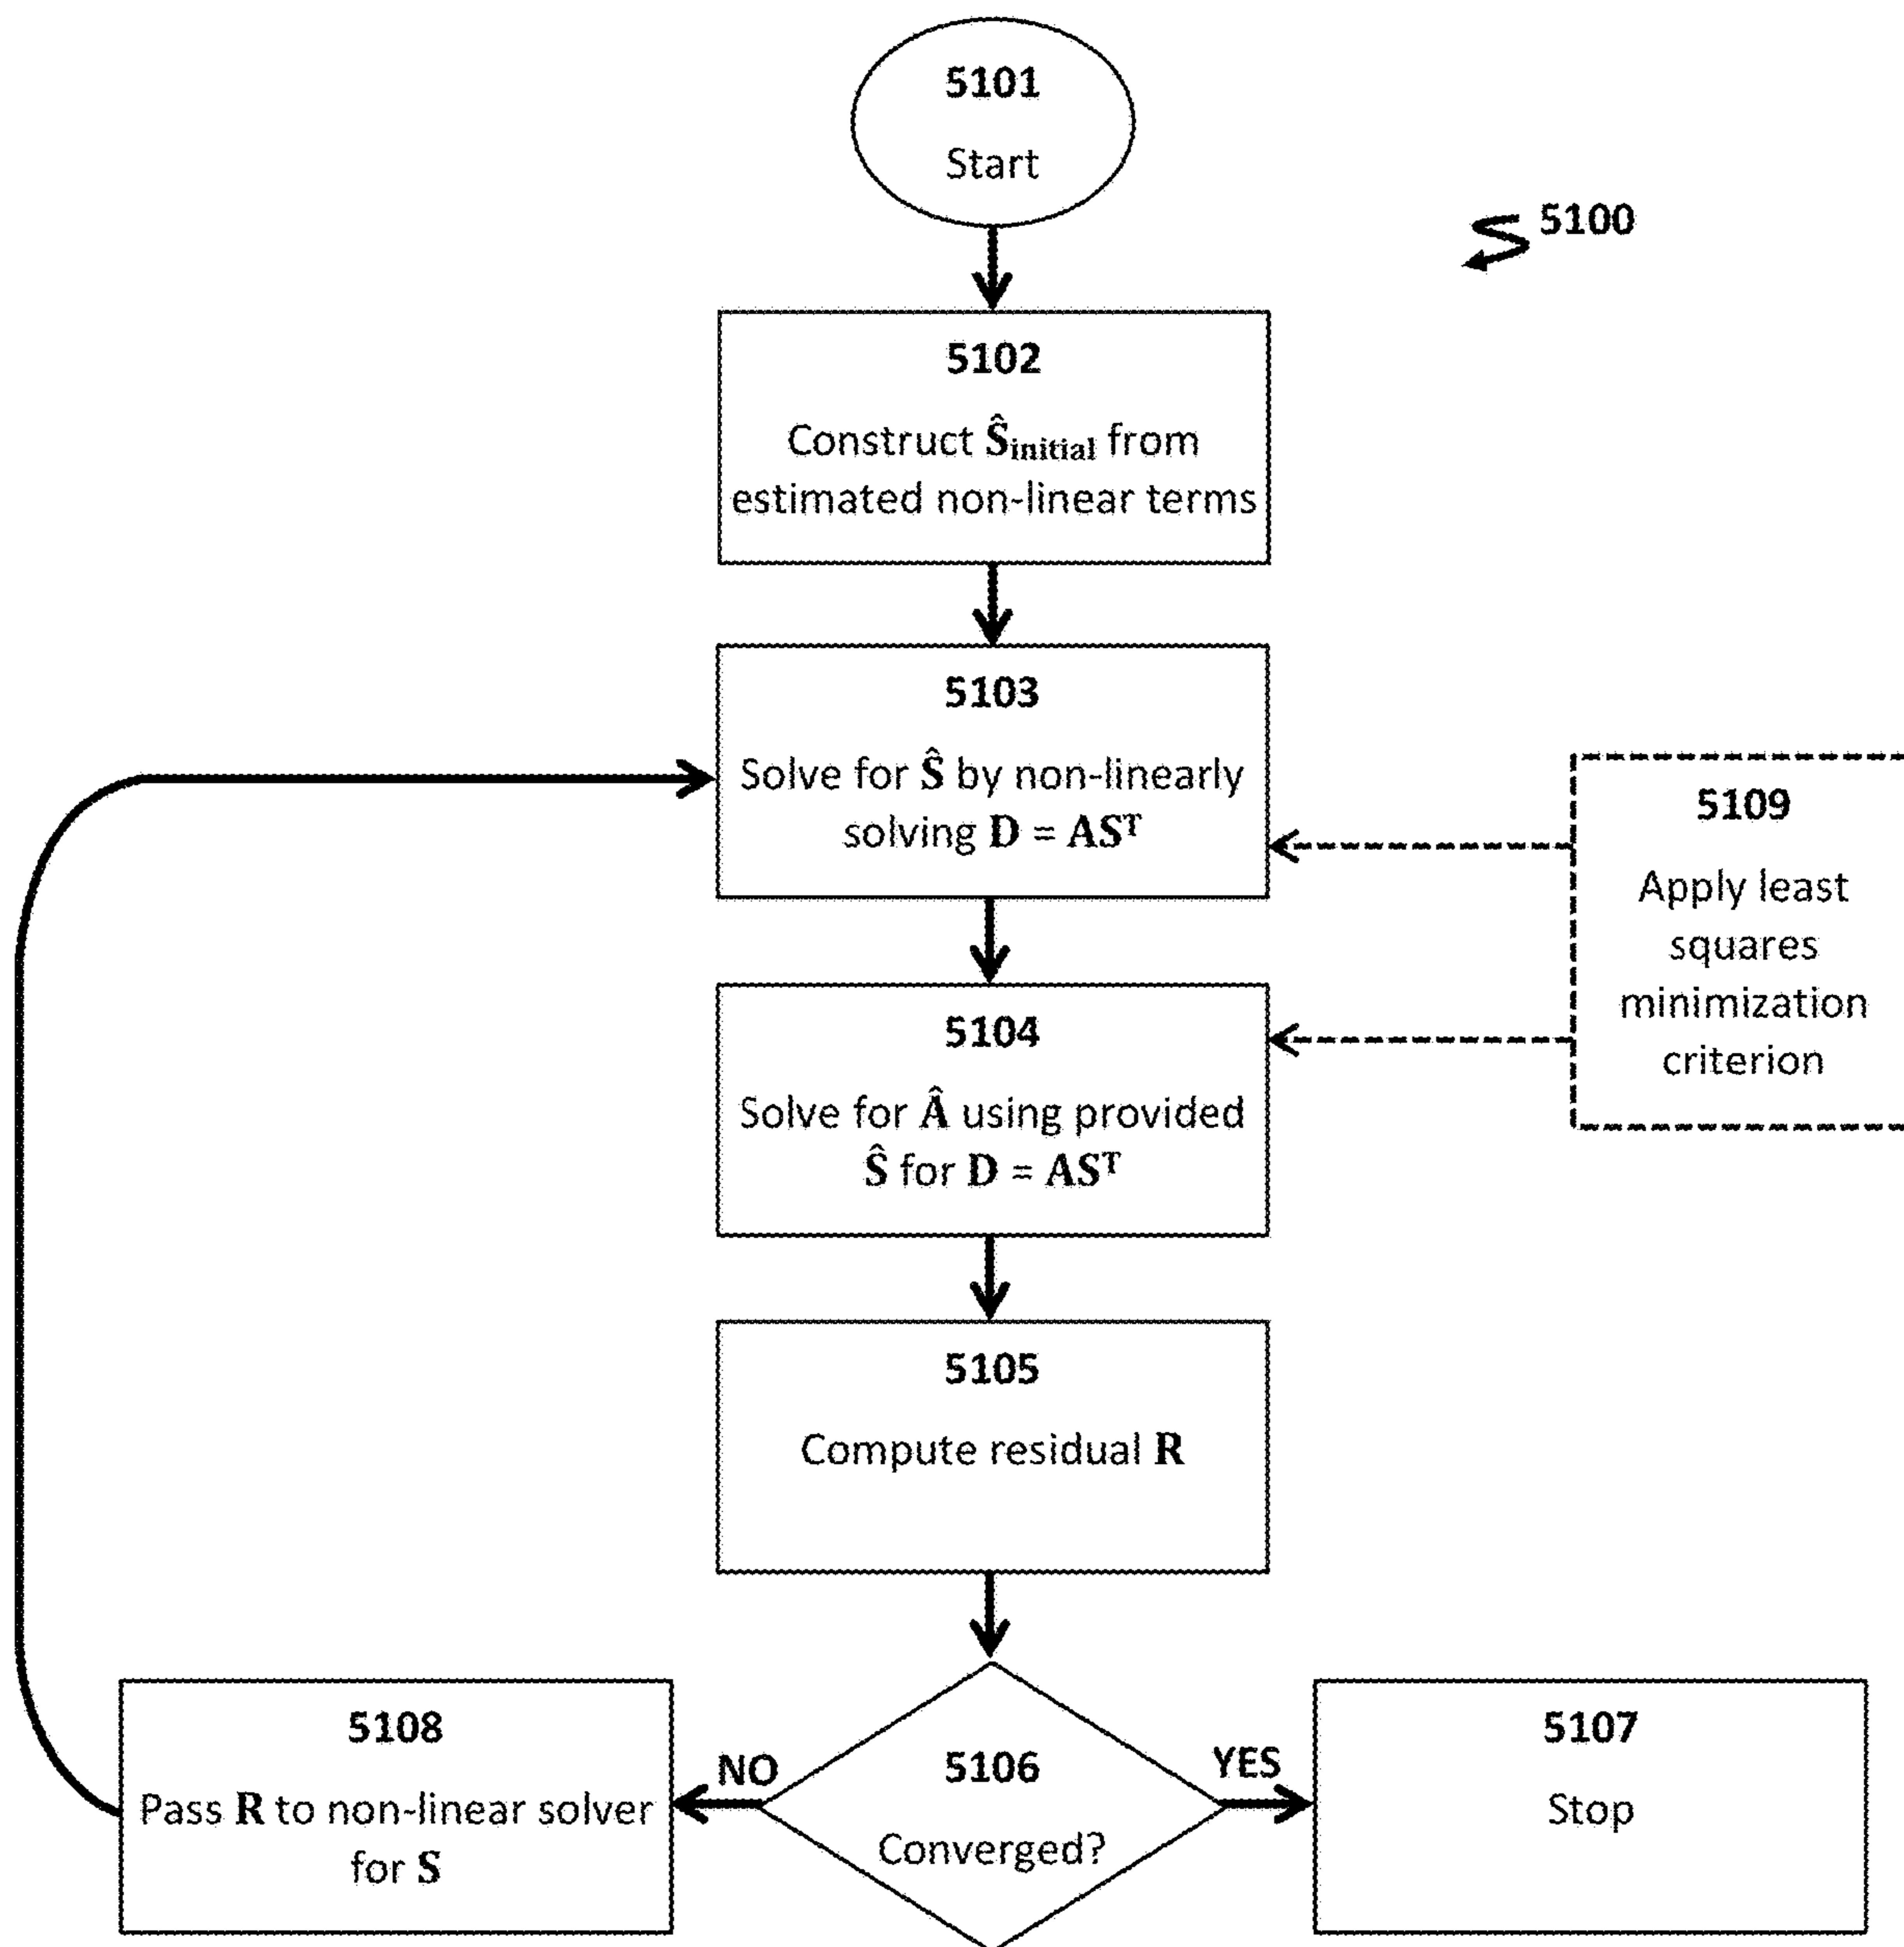 5101
Start
5100
5102
Construct Ŝinitial from
estimated non-linear terms
5103
Solve for Ŝ by non-linearly
solving D = ASᵀ
5109
Apply least
squares
minimization
criterion
5104
Solve for Â using provided
Ŝ for D = ASᵀ
5105
Compute residual R
5108
Pass R to non-linear solver
for S
NO
5106
Converged?
YES
5107
Stop